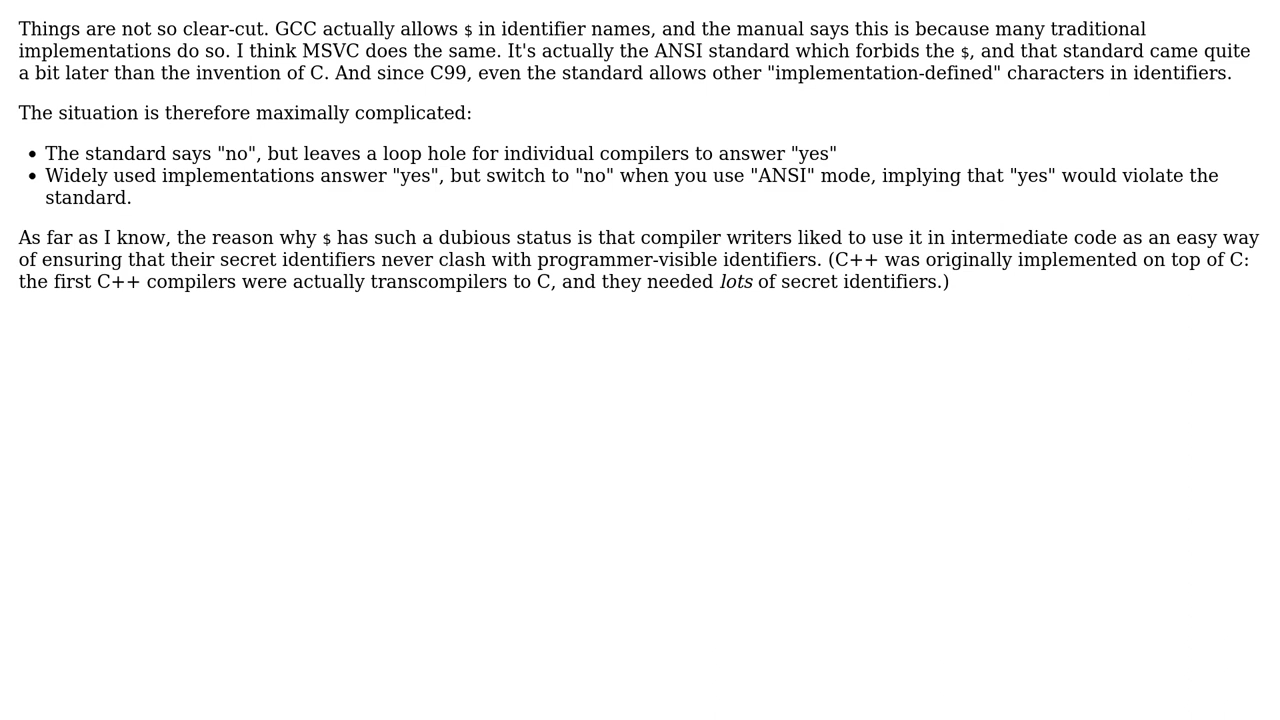 Things are not so clear-cut. GCC actually allows $ in identifier names, and the manual says this is because many traditional
implementations do so. I think MSVC does the same. It's actually the ANSI standard which forbids the $, and that standard came quite
a bit later than the invention of C. And since C99, even the standard allows other "implementation-defined" characters in identifiers.
The situation is therefore maximally complicated:
• The standard says "no", but leaves a loop hole for individual compilers to answer "yes"
• Widely used implementations answer "yes", but switch to "no" when you use "ANSI" mode, implying that "yes" would violate the
standard.
As far as I know, the reason why $ has such a dubious status is that compiler writers liked to use it in intermediate code as an easy way
of ensuring that their secret identifiers never clash with programmer-visible identifiers. (C++ was originally implemented on top of C:
the first C++ compilers were actually transcompilers to C, and they needed lots of secret identifiers.)